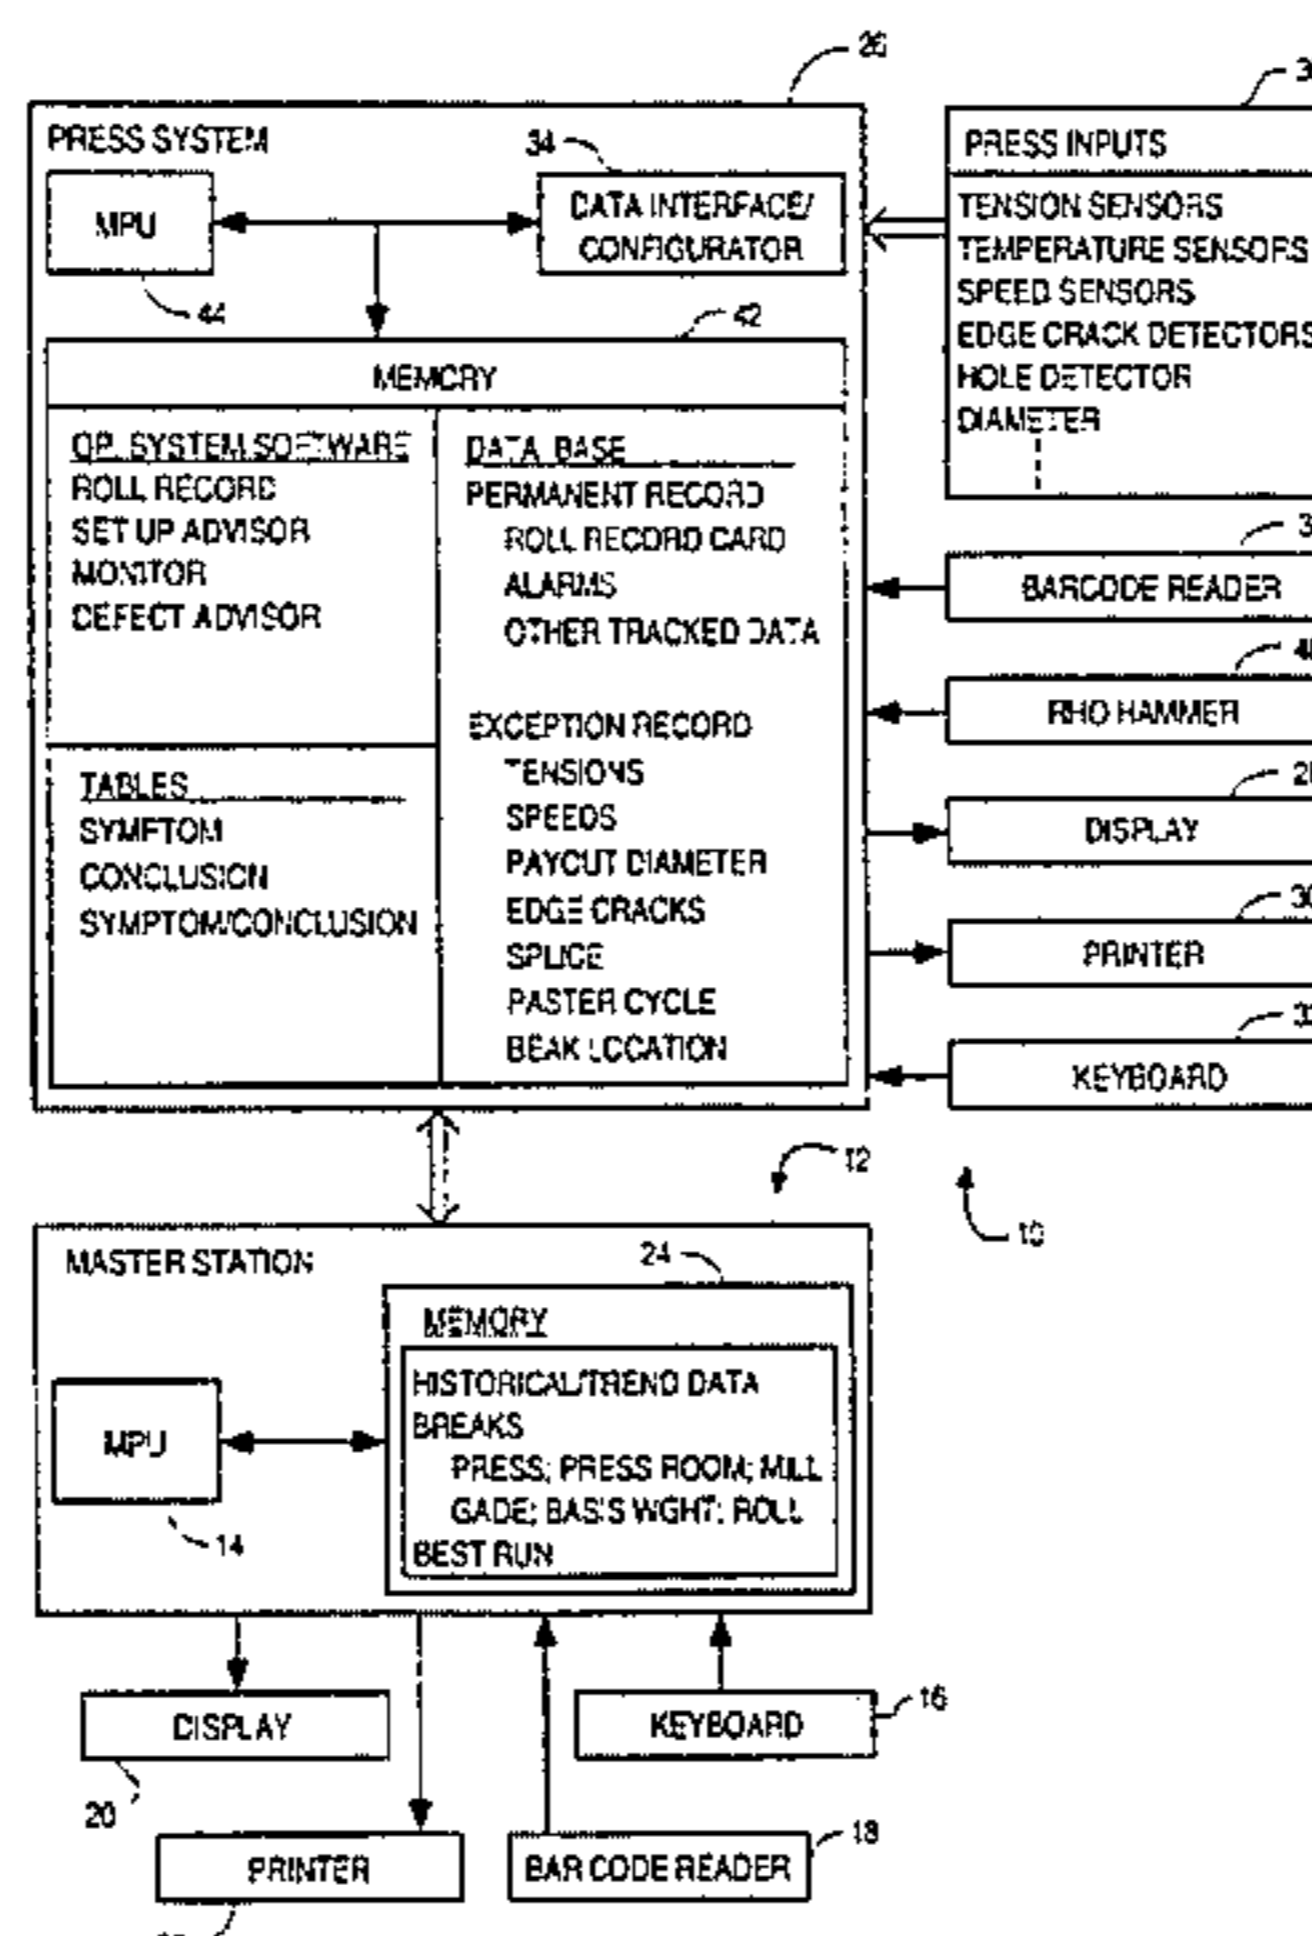 26
PRESS SYSTEM
34
MPU
DATA INTERFACE/
CONFIGURATOR
44
42
MEMORY
OP. SYSTEM SOFTWARE
ROLL RECORD
SET UP ADVISOR
MONITOR
DEFECT ADVISOR
TABLES
SYMPTOM
CONCLUSION
SYMPTOM/CONCLUSION
DATA BASE
PERMANENT RECORD
ROLL RECORD CARD
ALARMS
OTHER TRACKED DATA
EXCEPTION RECORD
TENSIONS
SPEEDS
PAYOUT DIAMETER
EDGE CRACKS
SPLICE
PASTER CYCLE
BEAK LOCATION
PRESS INPUTS
TENSION SENSORS
TEMPERATURE SENSORS
SPEED SENSORS
EDGE CRACK DETECTORS
HOLE DETECTOR
DIAMETER
BARCODE READER
RHO HAMMER
DISPLAY
30
PRINTER
KEYBOARD
12
10
MASTER STATION
24
MEMORY
HISTORICAL/TREND DATA
BREAKS
PRESS; PRESS ROOM; MILL
GADE; BASIS WGHT; ROLL
BEST RUN
MPU
14
DISPLAY
20
KEYBOARD
16
PRINTER
BAR CODE READER
18